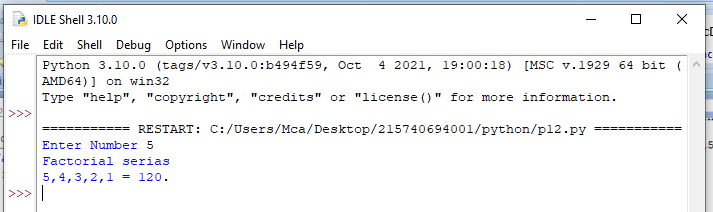 IDLE Shell 3.10.0
File Edit Shell Debug Options Window Help
Python 3.10.0 (tags/v3.10.0:b494f59, Oct  4 2021, 19:00:18) [MSC v.1929 64 bit (
AMD64)] on win32
Type "help", "copyright", "credits" or "license()" for more information.
>>>
=========== RESTART: C:/Users/Mca/Desktop/215740694001/python/p12.py ===========
Enter Number 5
Factorial serias
5,4,3,2,1 = 120.
>>>